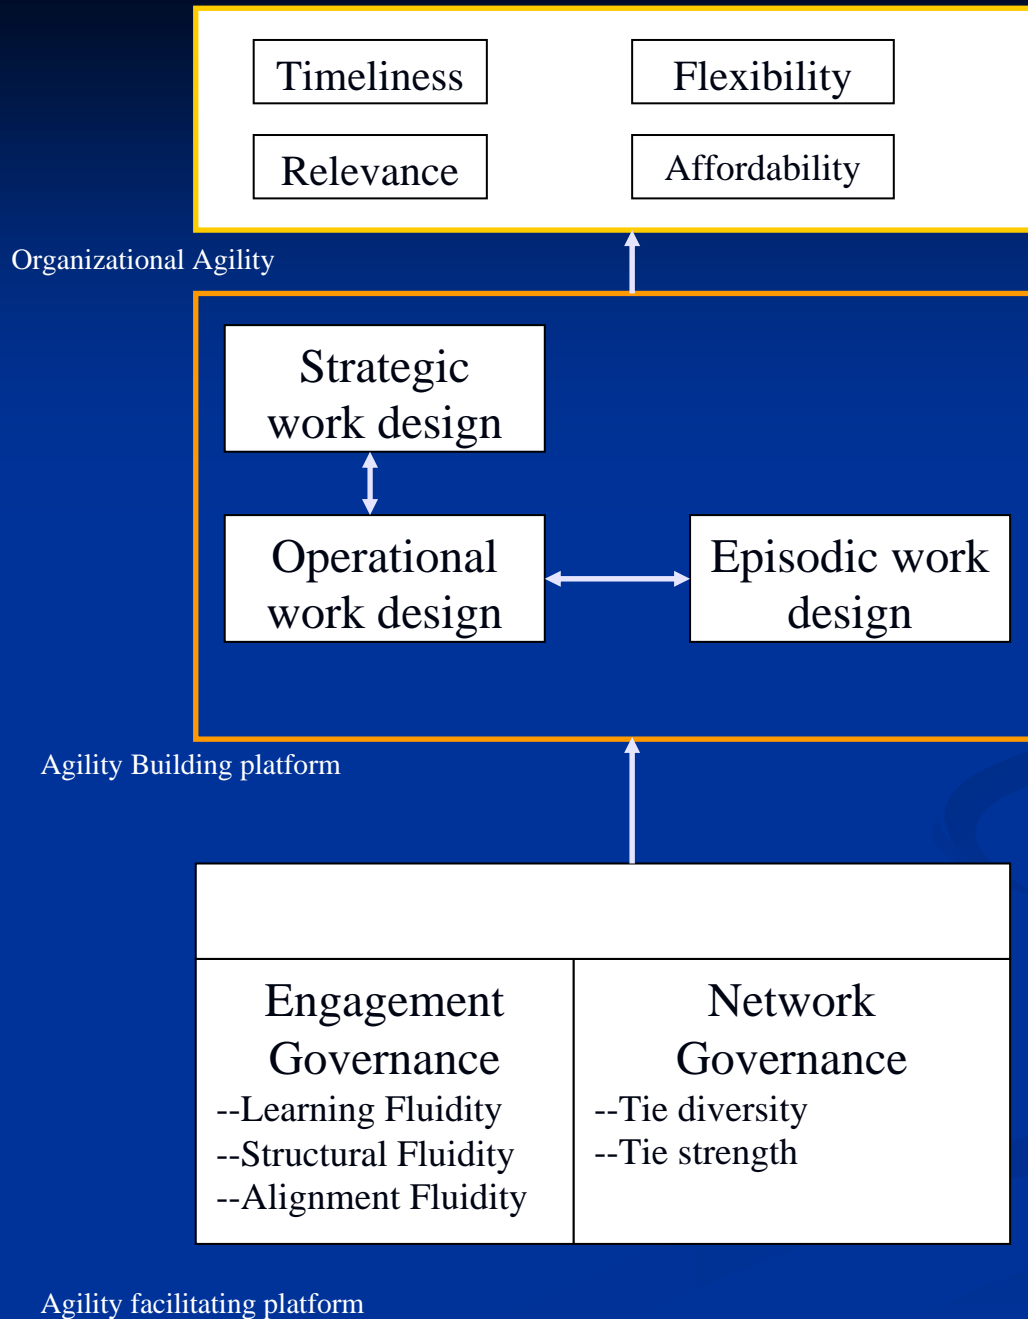 Timeliness
Flexibility
Relevance
Affordability
Organizational Agility
Strategic
work design
Operational
work design
Episodic work
design
Agility Building platform
Engagement
Governance
--Learning Fluidity
--Structural Fluidity
--Alignment Fluidity
Network
Governance
--Tie diversity
--Tie strength
Agility facilitating platform